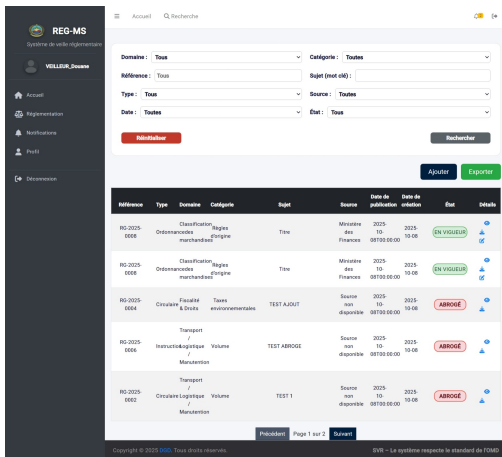 REG-MS
Système de veille réglementaire
VEILLEUR_Douane
Accueil
Réglementation
Notifications
Profil
Déconnexion
Accueil Recherche
Domaine : Tous
Catégorie : Toutes
Référence : Tous
Sujet (mot clé) :
Type : Tous
Source : Toutes
Date : Toutes
État : Tous
Réinitialiser
Rechercher
Ajouter
Exporter
Référence Type Domaine Catégorie Sujet Source Date de publication Date de création État Détails
RG-2025-0008 Ordonnances Classification des marchandises Règles d'origine Titre Ministère des Finances 2025-10-08T00:00:00 2025-10-08 EN VIGUEUR
RG-2025-0008 Ordonnances Classification des marchandises Règles d'origine Titre Ministère des Finances 2025-10-08T00:00:00 2025-10-08 EN VIGUEUR
RG-2025-0004 Circulaire Fiscalité & Droits Taxes environnementales TEST AJOUT Source non disponible 2025-10-08T00:00:00 2025-10-08 ABROGÉ
RG-2025-0006 Instruction Transport / Logistique / Manutention Volume TEST ABROGE Source non disponible 2025-10-08T00:00:00 2025-10-08 ABROGÉ
RG-2025-0002 Circulaire Transport / Logistique / Manutention Volume TEST 1 Source non disponible 2025-10-08T00:00:00 2025-10-08 ABROGÉ
Précédent Page 1 sur 2 Suivant
Copyright © 2025 Tous droits réservés.
SVR – Le système respecte le standard de l'OMD